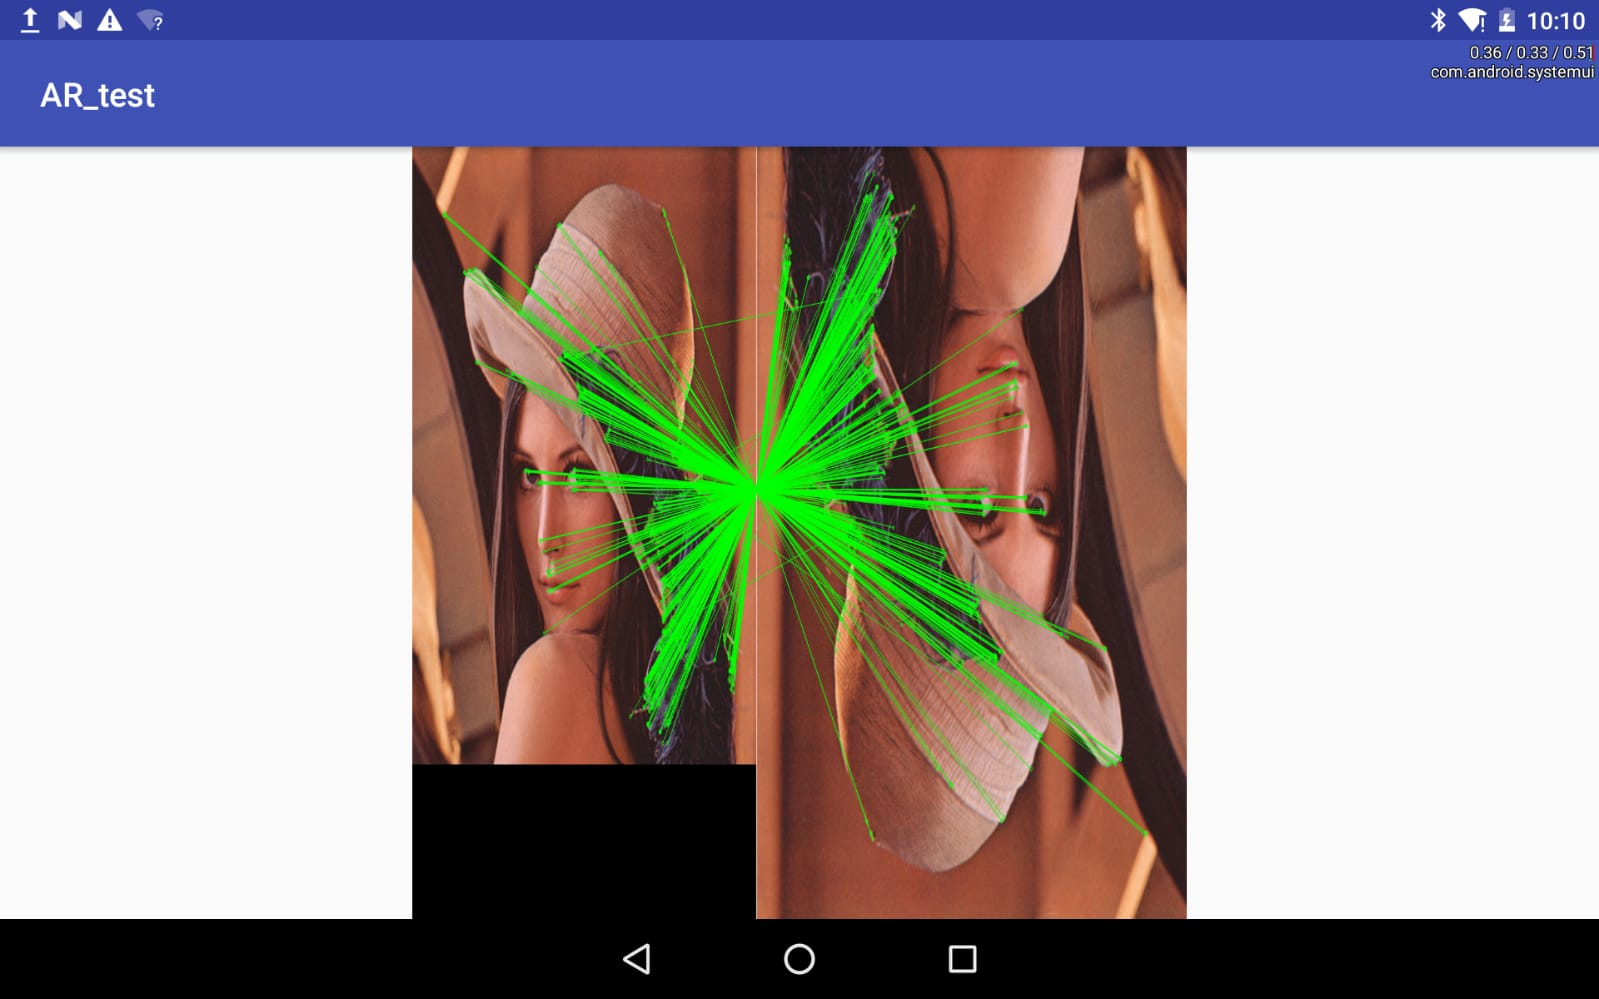 10:10
0.36 / 0.33 / 0.51
com.android.systemui
AR_test